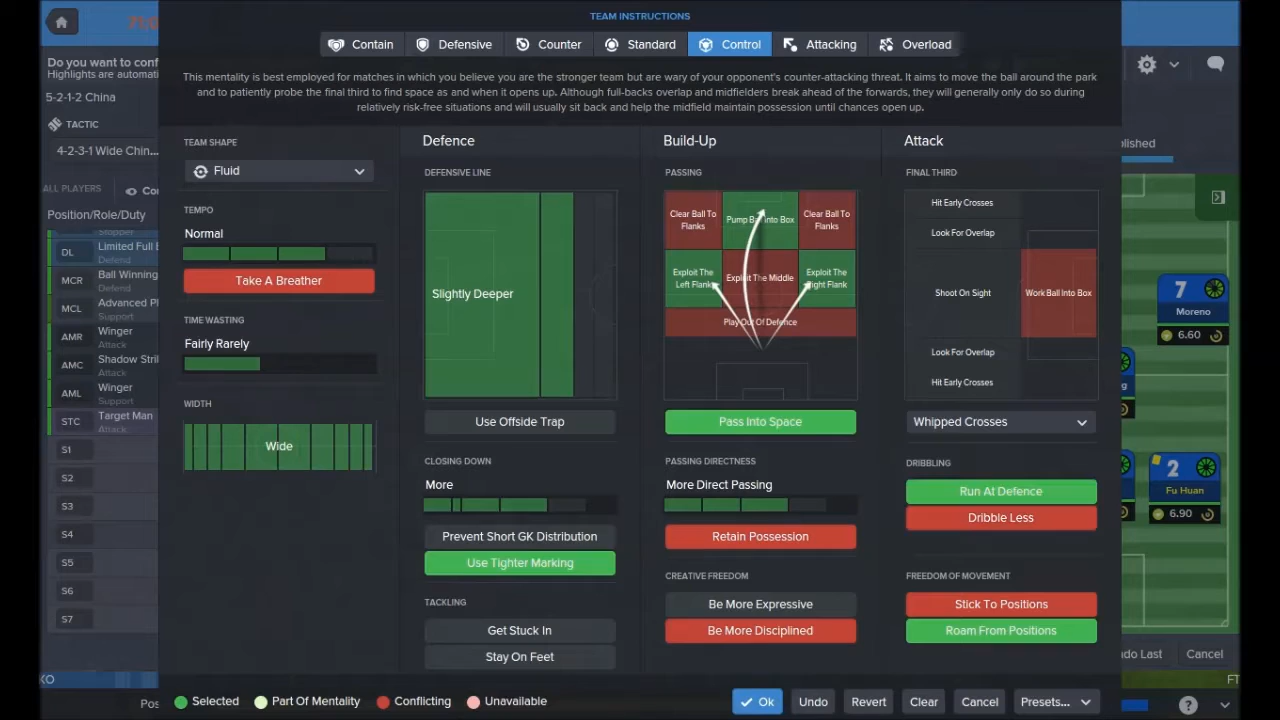 TEAM INSTRUCTIONS
Contain
Defensive
Counter
Standard
Control
Attacking
Overload
This mentality is best employed for matches in which you believe you are the stronger team but are wary of your opponent's counter-attacking threat. It aims to move the ball around the park
and to patiently probe the final third to find space as and when it opens up. Although full-backs overlap and midfielders break ahead of the forwards, they will generally only do so during
relatively risk-free situations and will usually sit back and help the midfield maintain possession until chances open up.
Do you want to conf
Highlights are automati
5-2-1-2 China
TACTIC
4-2-3-1 Wide Chin...
ALL PLAYERS
Position/Role/Duty
DL
Limited Full
Defend
MCR
Ball Winning
Defend
MCL
Advanced Pl
Support
AMR
Winger
Attack
AMC
Shadow Stri
Attack
AML
Winger
Support
STC
Target Man
Attack
S1
S2
S3
S4
S5
S6
S7
KO
Pos
TEAM SHAPE
Fluid
TEMPO
Normal
Take A Breather
TIME WASTING
Fairly Rarely
WIDTH
Wide
Defence
DEFENSIVE LINE
Slightly Deeper
Use Offside Trap
CLOSING DOWN
More
Prevent Short GK Distribution
Use Tighter Marking
TACKLING
Get Stuck In
Stay On Feet
Build-Up
PASSING
Clear Ball To
Flanks
Pump Ball Into Box
Clear Ball To
Flanks
Exploit The
Left Flank
Exploit The Middle
Exploit The
Right Flank
Play Out Of Defence
Pass Into Space
PASSING DIRECTNESS
More Direct Passing
Retain Possession
CREATIVE FREEDOM
Be More Expressive
Be More Disciplined
Attack
FINAL THIRD
Hit Early Crosses
Look For Overlap
Shoot On Sight
Work Ball Into Box
Look For Overlap
Hit Early Crosses
Whipped Crosses
DRIBBLING
Run At Defence
Dribble Less
FREEDOM OF MOVEMENT
Stick To Positions
Roam From Positions
7
Moreno
6.60
2
Fu Huan
6.90
Cancel
FT
Selected
Part Of Mentality
Conflicting
Unavailable
Ok
Undo
Revert
Clear
Cancel
Presets...
?